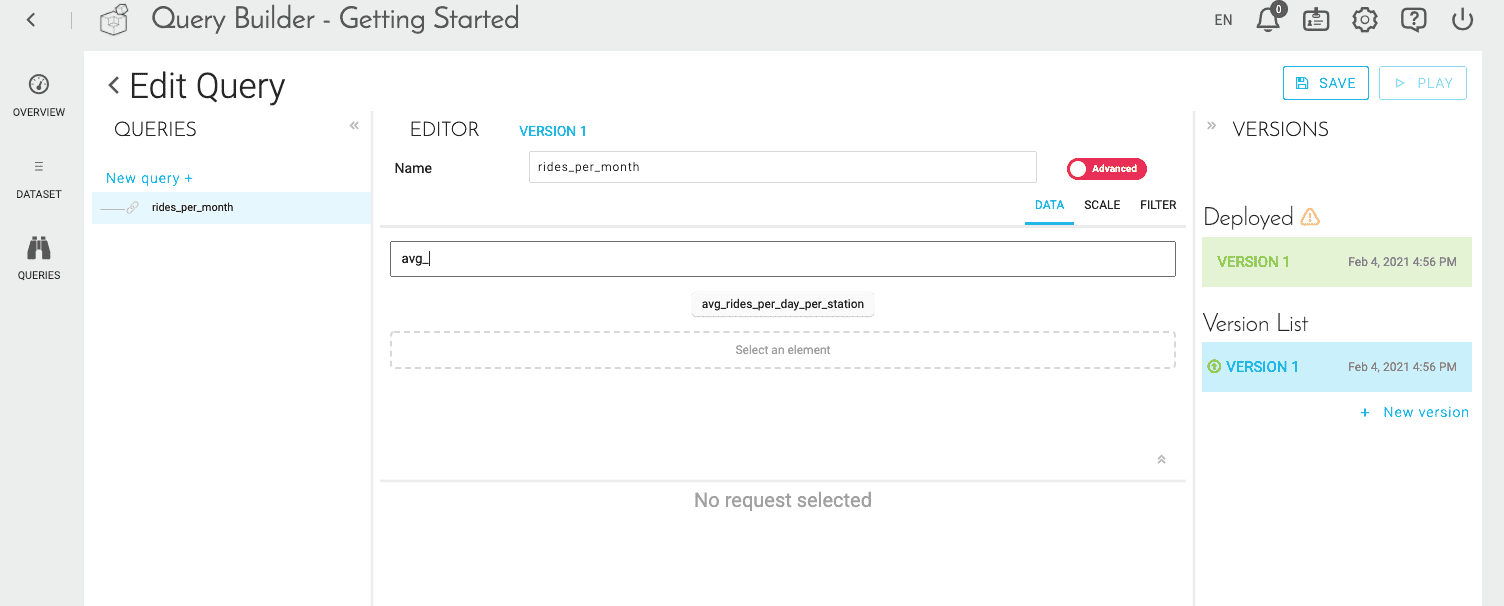 Query Builder - Getting Started
EN
0
OVERVIEW
DATASET
QUERIES
Edit Query
SAVE
PLAY
QUERIES
New query +
rides_per_month
EDITOR
VERSION 1
Name
rides_per_month
Advanced
DATA
SCALE
FILTER
avg_
avg_rides_per_day_per_station
Select an element
No request selected
VERSIONS
Deployed
VERSION 1
Feb 4, 2021 4:56 PM
Version List
VERSION 1
Feb 4, 2021 4:56 PM
+ New version